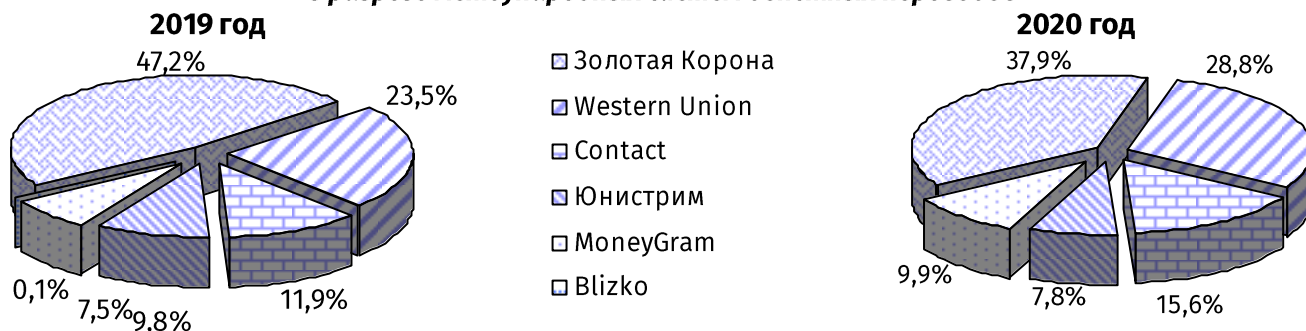 2019 год
47,2%
23,5%
0,1%
7,5%
9,8%
11,9%
Золотая Корона
Western Union
Contact
Юнистрим
MoneyGram
Blizko
2020 год
37,9%
28,8%
9,9%
7,8%
15,6%